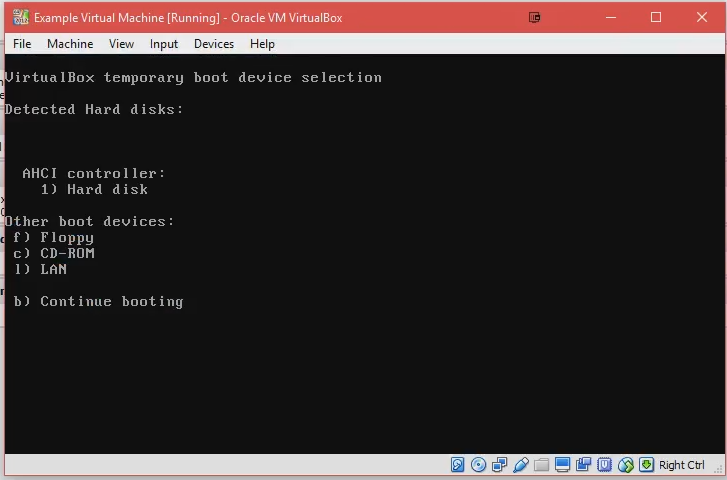 Example Virtual Machine [Running] - Oracle VM VirtualBox
File Machine View Input Devices Help
VirtualBox temporary boot device selection
Detected Hard disks:
AHCI controller:
1) Hard disk
Other boot devices:
f) Floppy
c) CD-ROM
l) LAN
b) Continue booting
Right Ctrl